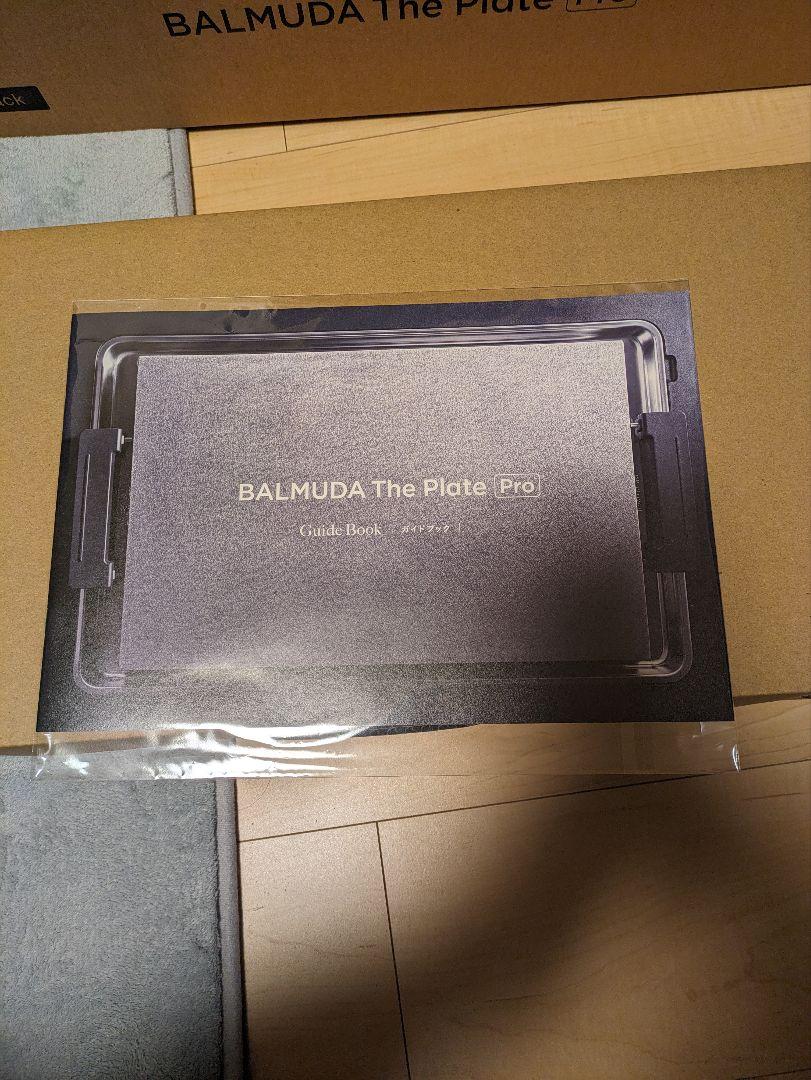 BALMUDA The Plate Pro
BALMUDA The Plate Pro
Guide Book ガイドブック